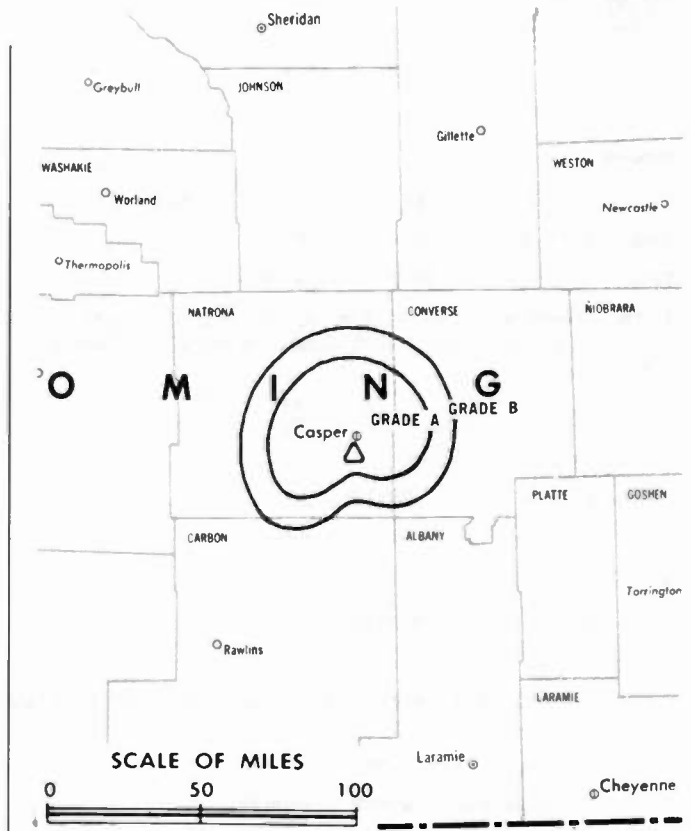 Sheridan
Greybull
JOHNSON
Gillette
WASHAKIE
WESTON
Worland
Newcastle
Thermopolis
NATRONA
CONVERSE
NIOBRARA
O M I N G
GRADE A GRADE B
Casper
PLATTE
GOSHEN
CARBON
ALBANY
Torrington
Rawlins
LARAMIE
SCALE OF MILES
Laramie
0 50 100
Cheyenne